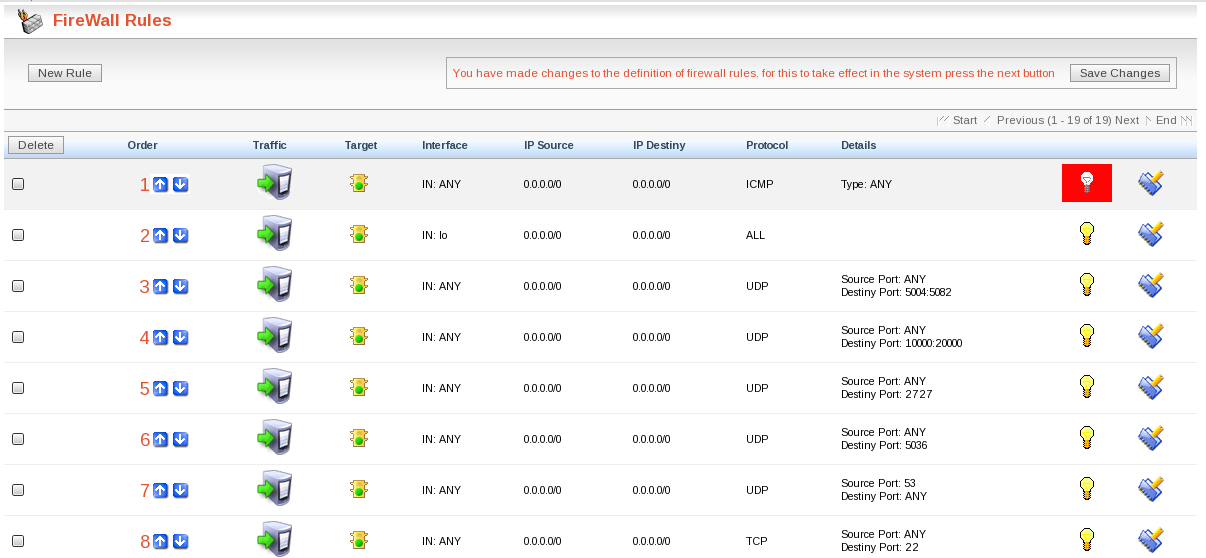 FireWall Rules
New Rule
You have made changes to the definition of firewall rules, for this to take effect in the system press the next button
Save Changes
Start Previous (1 - 19 of 19) Next End
Delete Order Traffic Target Interface IP Source IP Destiny Protocol Details
1 IN: ANY 0.0.0.0/0 0.0.0.0/0 ICMP Type: ANY
2 IN: lo 0.0.0.0/0 0.0.0.0/0 ALL
3 IN: ANY 0.0.0.0/0 0.0.0.0/0 UDP Source Port: ANY
Destiny Port: 5004:5082
4 IN: ANY 0.0.0.0/0 0.0.0.0/0 UDP Source Port: ANY
Destiny Port: 10000:20000
5 IN: ANY 0.0.0.0/0 0.0.0.0/0 UDP Source Port: ANY
Destiny Port: 2727
6 IN: ANY 0.0.0.0/0 0.0.0.0/0 UDP Source Port: ANY
Destiny Port: 5036
7 IN: ANY 0.0.0.0/0 0.0.0.0/0 UDP Source Port: 53
Destiny Port: ANY
8 IN: ANY 0.0.0.0/0 0.0.0.0/0 TCP Source Port: ANY
Destiny Port: 22